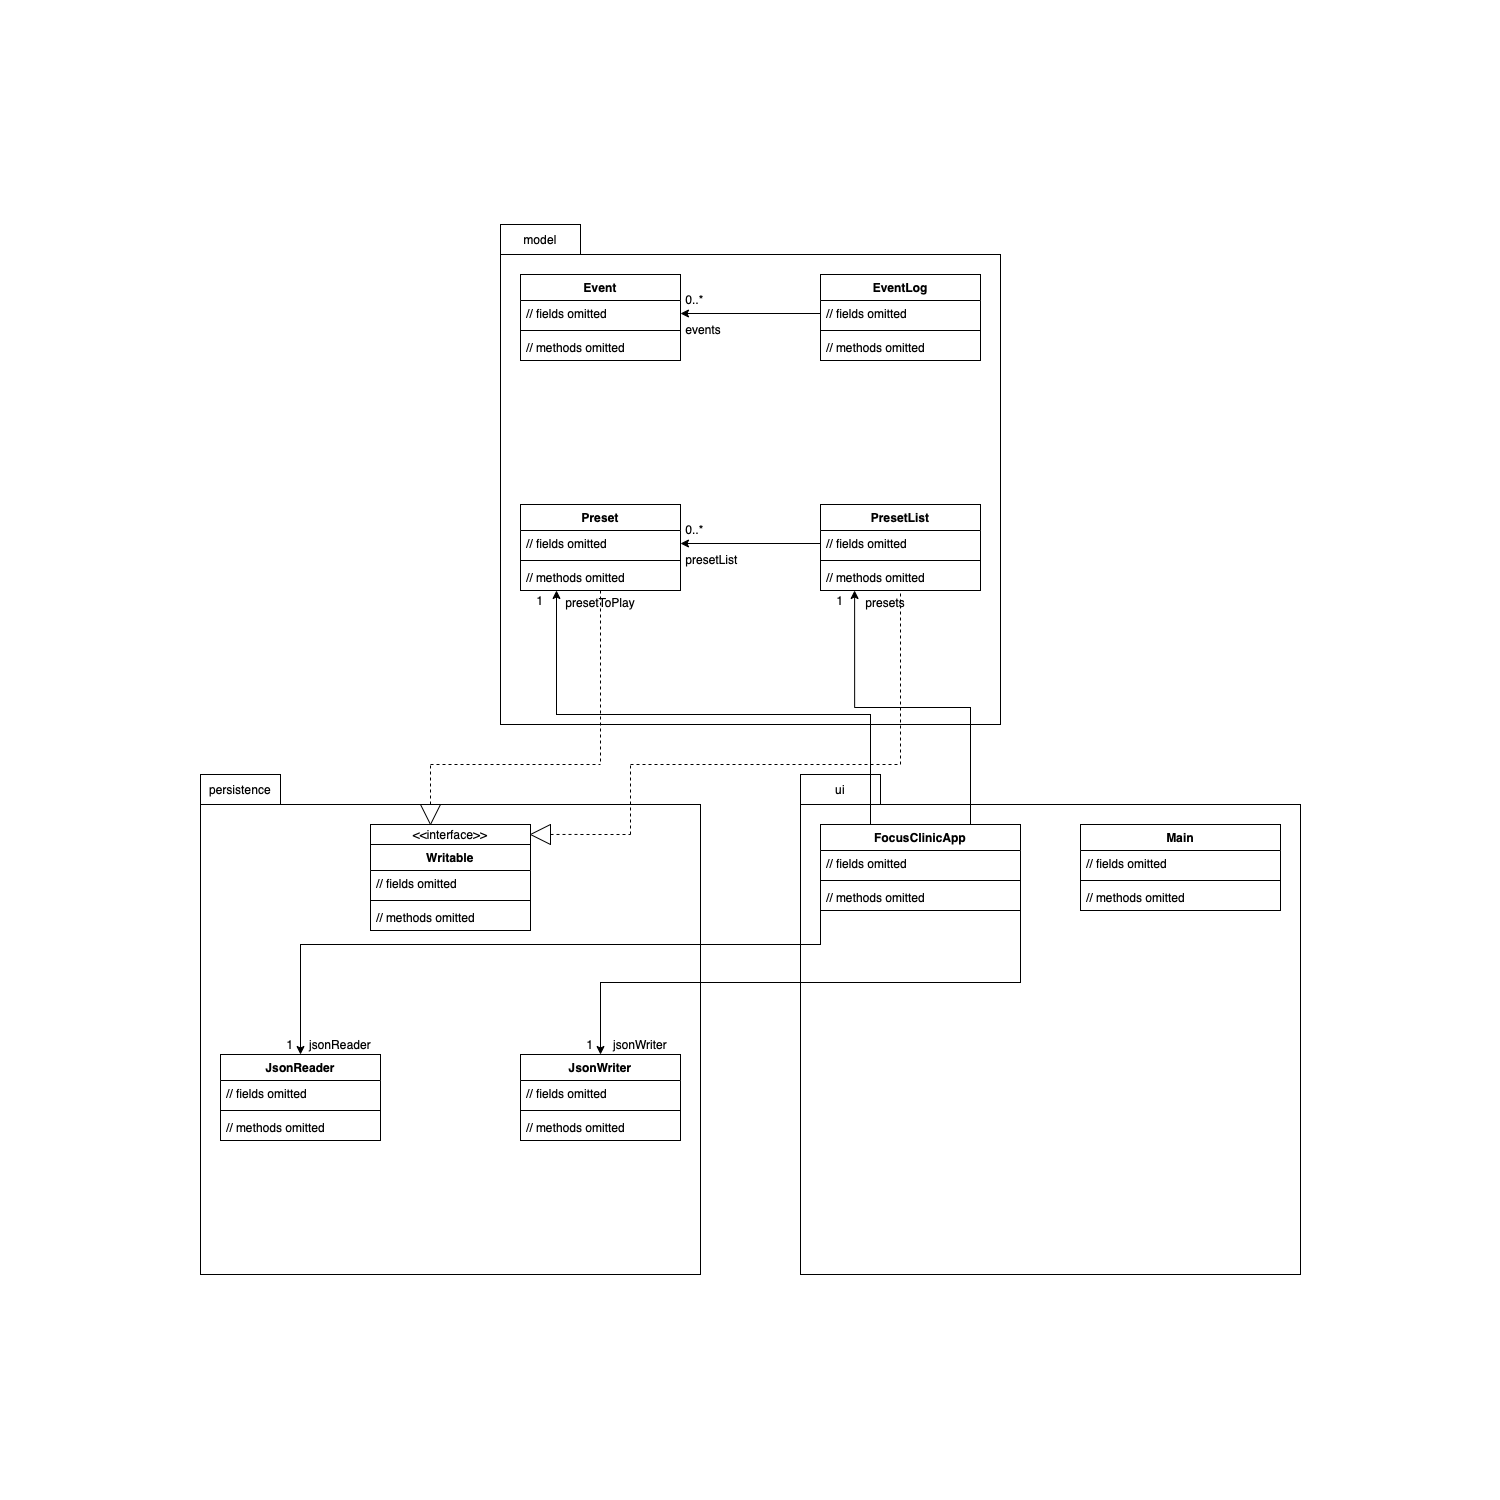 model
Event
// fields omitted
// methods omitted
0..*
events
EventLog
// fields omitted
// methods omitted
Preset
// fields omitted
// methods omitted
0..*
presetList
PresetList
// fields omitted
// methods omitted
1
presetToPlay
1
presets
persistence
<<interface>>
Writable
// fields omitted
// methods omitted
ui
FocusClinicApp
// fields omitted
// methods omitted
Main
// fields omitted
// methods omitted
1
jsonReader
JsonReader
// fields omitted
// methods omitted
1
jsonWriter
JsonWriter
// fields omitted
// methods omitted